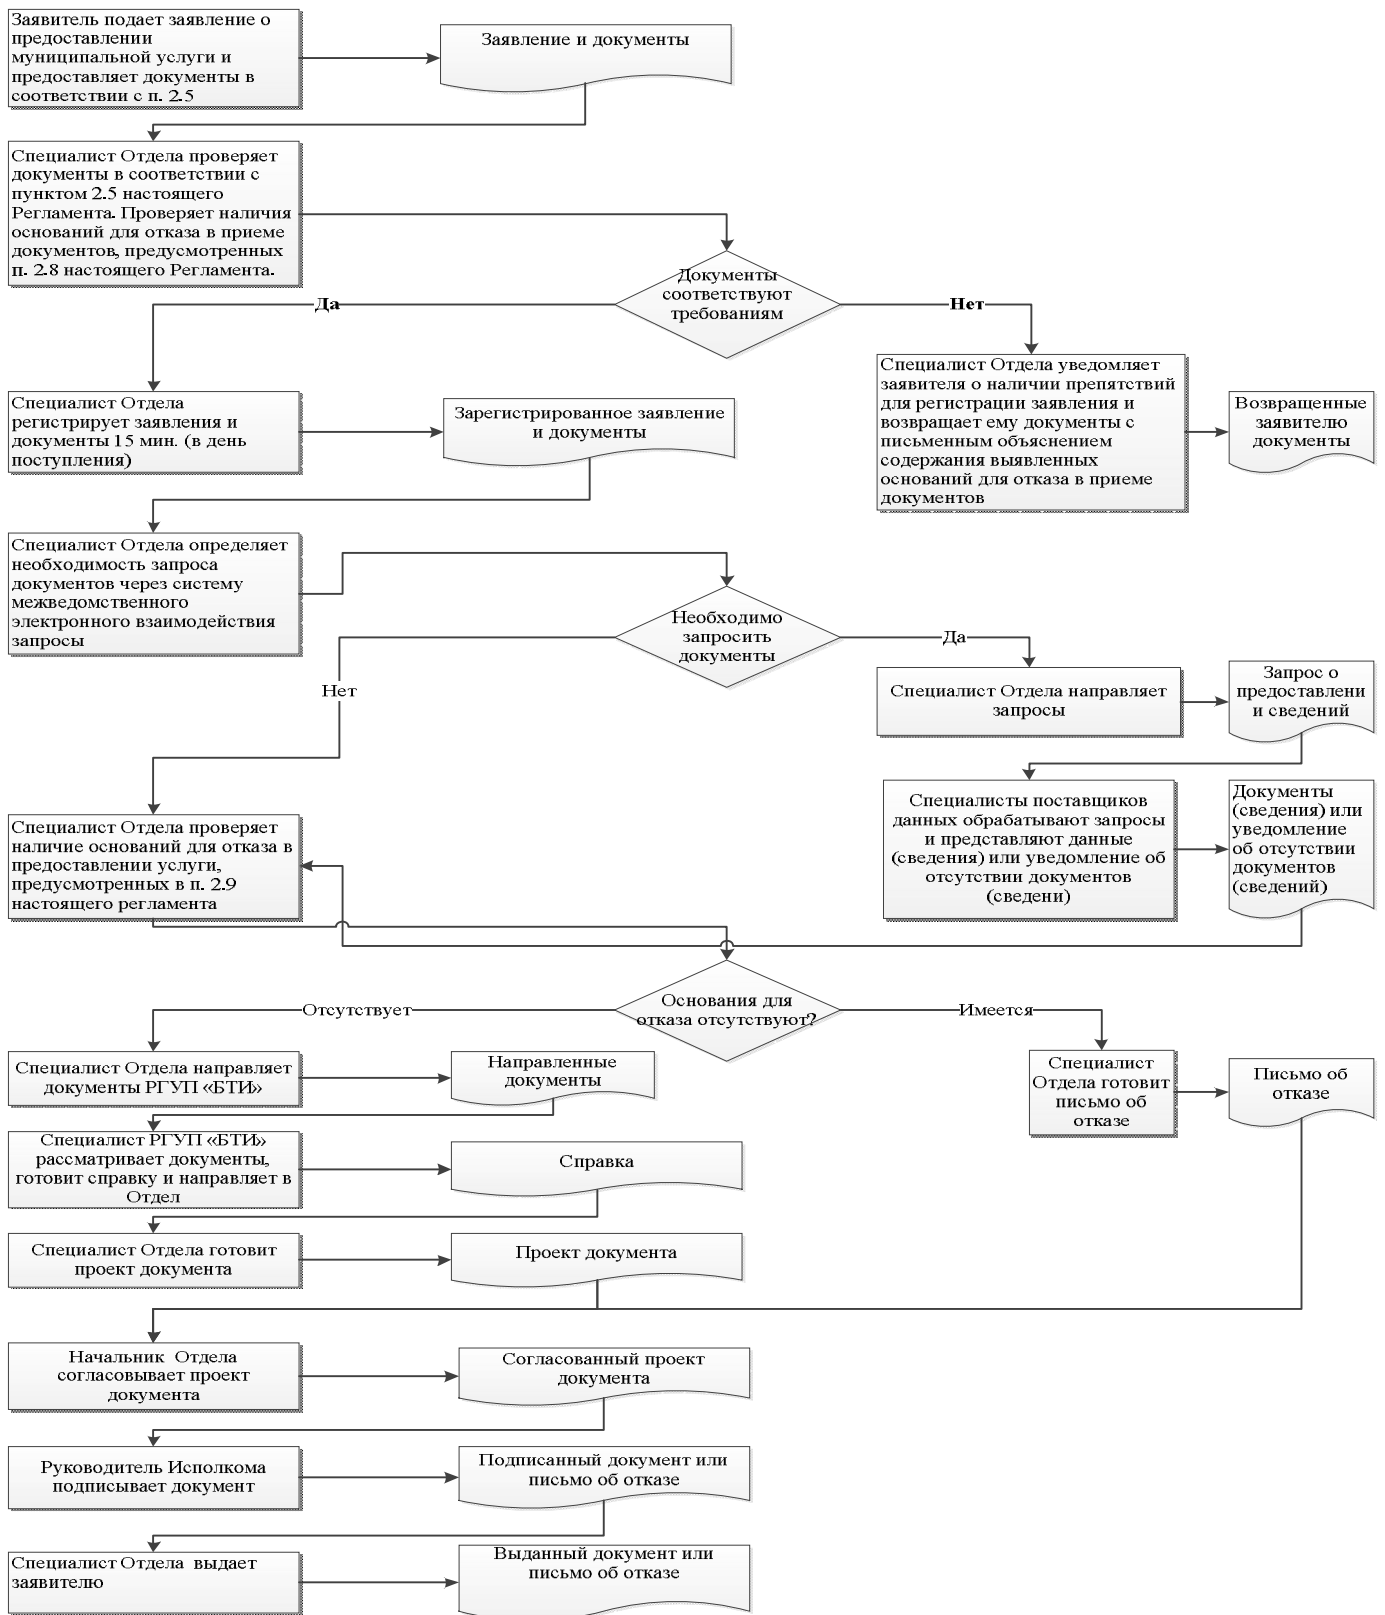 Заявитель подает заявление о
предоставлении
муниципальной услуги и
предоставляет документы в
соответствии с п. 2.5
Заявление и документы
Специалист Отдела проверяет
документы в соответствии с
пунктом 2.5 настоящего
Регламента. Проверяет наличия
оснований для отказа в приеме
документов, предусмотренных
п. 2.8 настоящего Регламента.
Документы
соответствуют
требованиям
Да
Нет
Специалист Отдела уведомляет
заявителя о наличии препятствий
для регистрации заявления и
возвращает ему документы с
письменным объяснением
содержания выявленных
оснований для отказа в приеме
документов
Возвращенные
заявителю
документы
Специалист Отдела
регистрирует заявления и
документы 15 мин. (в день
поступления)
Зарегистрированное заявление
и документы
Специалист Отдела определяет
необходимость запроса
документов через систему
межведомственного
электронного взаимодействия
запросы
Необходимо
запросить
документы
Да
Нет
Специалист Отдела направляет
запросы
Запрос о
предоставлени
и сведений
Специалисты поставщиков
данных обрабатывают запросы
и представляют данные
(сведения) или уведомление об
отсутствии документов
(сведени)
Документы
(сведения) или
уведомление
об отсутствии
документов
(сведений)
Специалист Отдела проверяет
наличие оснований для отказа в
предоставлении услуги,
предусмотренных в п. 2.9
настоящего регламента
Основания для
отказа отсутствуют?
Отсутствует
Имеется
Специалист Отдела направляет
документы РГУП «БТИ»
Направленные
документы
Специалист
Отдела готовит
письмо об
отказе
Письмо об
отказе
Специалист РГУП «БТИ»
рассматривает документы,
готовит справку и направляет в
Отдел
Справка
Специалист Отдела готовит
проект документа
Проект документа
Начальник  Отдела
согласовывает проект
документа
Согласованный проект
документа
Руководитель Исполкома
подписывает документ
Подписанный документ или
письмо об отказе
Специалист Отдела  выдает
заявителю
Выданный документ или
письмо об отказе